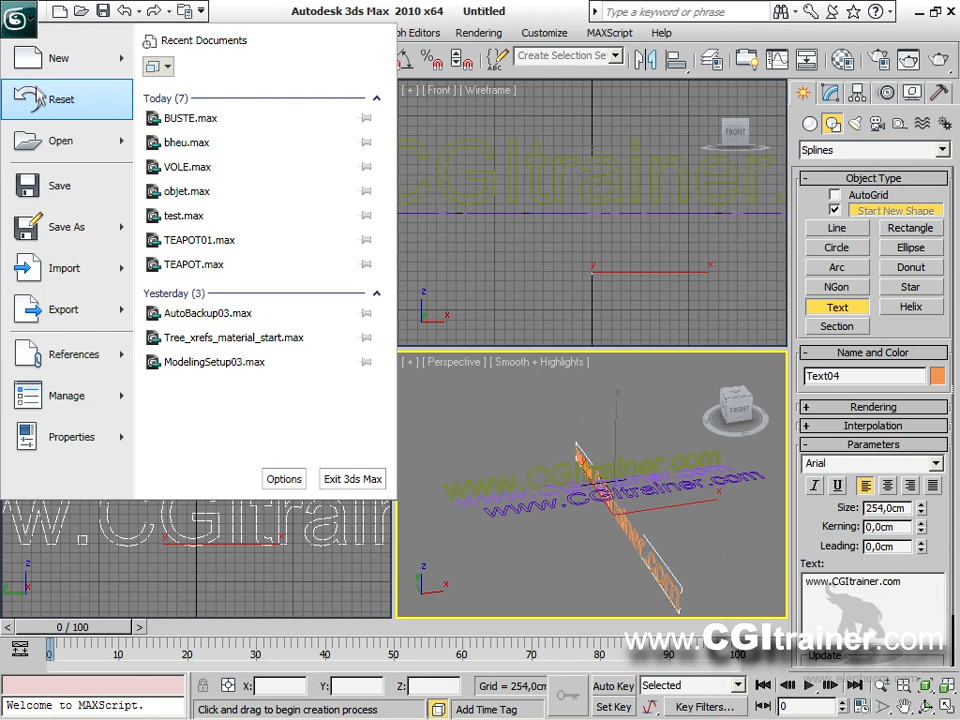 Autodesk 3ds Max 2010 x64 Untitled
Type a keyword or phrase
ph Editors Rendering Customize MAXScript Help
Create Selection Se
New
Reset
Open
Save
Save As
Import
Export
References
Manage
Properties
Recent Documents
Today (7)
BUSTE.max
bheu.max
VOLE.max
objet.max
test.max
TEAPOT01.max
TEAPOT.max
Yesterday (3)
AutoBackup03.max
Tree_xrefs_material_start.max
ModelingSetup03.max
Options Exit 3ds Max
[ + ] [ Front ] [ Wireframe ]
FRONT
CGItrainer.
y x
z
x
[ + ] [ Perspective ] [ Smooth + Highlights ]
z
FRONT
www.CGItrainer.com
www.CGItrainer.com
x
z
x
w.CGItrai
y x
z
Splines
Object Type
AutoGrid
Start New Shape
Line Rectangle
Circle Ellipse
Arc Donut
NGon Star
Text Helix
Section
Name and Color
Text04
Rendering
Interpolation
Parameters
Arial
I U
Size: 254,0cm
Kerning: 0,0cm
Leading: 0,0cm
Text:
www.CGItrainer.com
Update
www.CGItrainer.com
< 0 / 100 >
0 10 20 30 40 50 60 70 80 90 100
X: Y: Z: Grid = 254,0cm
Auto Key Selected
Welcome to MAXScript.
Click and drag to begin creation process
Add Time Tag
Set Key Key Filters...
0